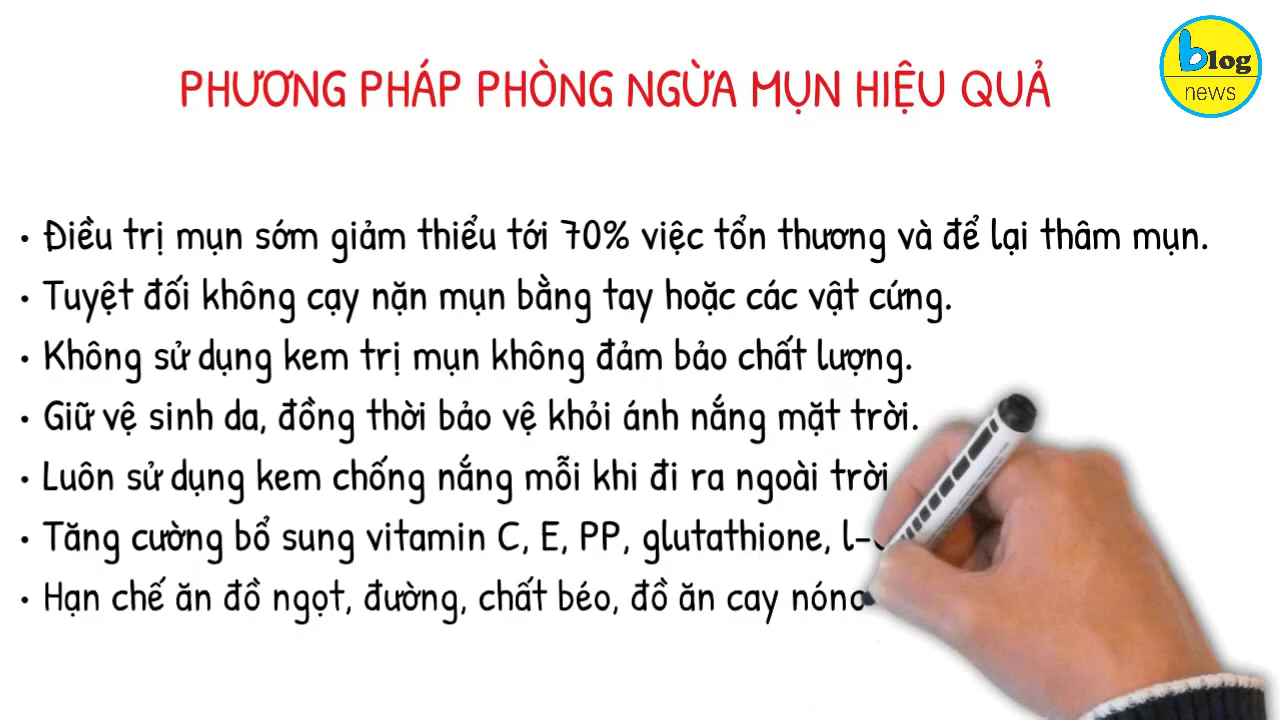 blog
news
PHƯƠNG PHÁP PHÒNG NGỪA MỤN HIỆU QUẢ
• Điều trị mụn sớm giảm thiểu tới 70% việc tổn thương và để lại thâm mụn.
• Tuyệt đối không cạy nặn mụn bằng tay hoặc các vật cứng.
• Không sử dụng kem trị mụn không đảm bảo chất lượng.
• Giữ vệ sinh da, đồng thời bảo vệ khỏi ánh nắng mặt trời.
• Luôn sử dụng kem chống nắng mỗi khi đi ra ngoài trời
• Tăng cường bổ sung vitamin C, E, PP, glutathione,
• Hạn chế ăn đồ ngọt, đường, chất béo, đồ ăn cay